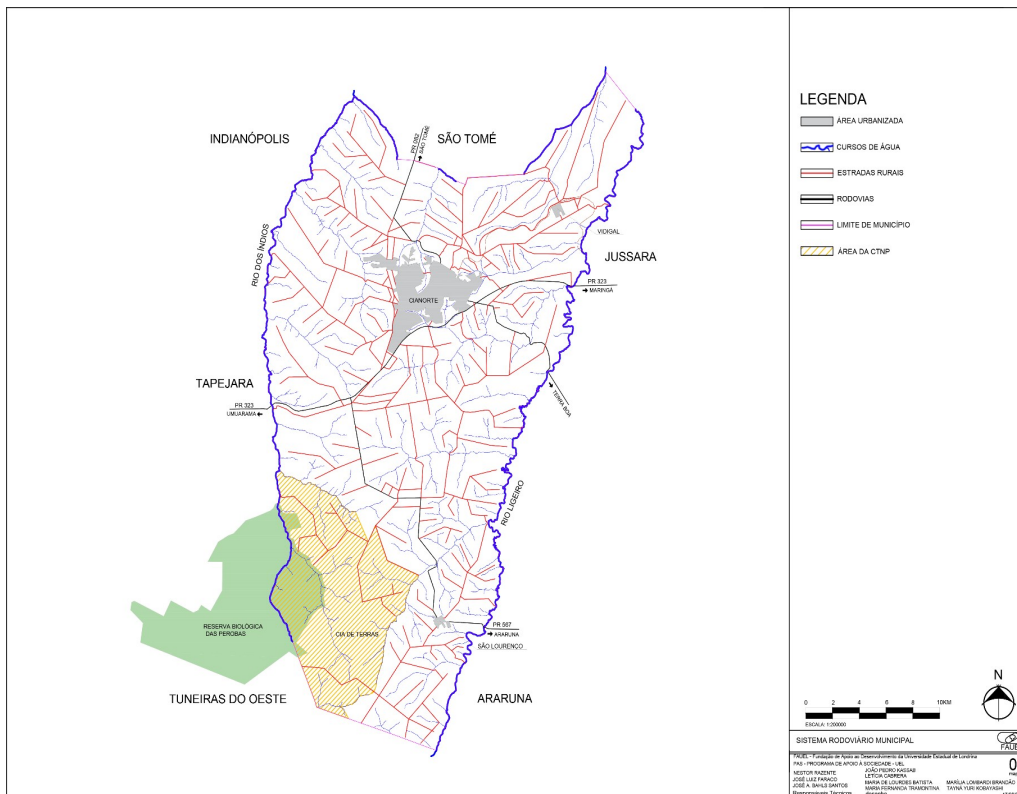 INDIANÓPOLIS
SÃO TOMÉ
PR 082
SÃO TOMÉ
RIO DOS ÍNDIOS
VIDIGAL
JUSSARA
CIANORTE
PR 323
MARINGÁ
TAPEJARA
PR 323
UMUARAMA
TERRA BOA
RIO LIGEIRO
RESERVA BIOLÓGICA
DAS PEROBAS
CIA DE TERRAS
PR 567
ARARUNA
SÃO LOURENÇO
TUNEIRAS DO OESTE
ARARUNA
LEGENDA
ÁREA URBANIZADA
CURSOS DE ÁGUA
ESTRADAS RURAIS
RODOVIAS
LIMITE DE MUNICÍPIO
ÁREA DA CTNP
N
0 2 4 6 8 10KM
ESCALA: 1:200000
SISTEMA RODOVIÁRIO MUNICIPAL
FAUEL - Fundação de Apoio ao Desenvolvimento da Universidade Estadual de Londrina
PAS - PROGRAMA DE APOIO À SOCIEDADE - UEL
NESTOR RAZENTE
JOSÉ LUIZ FARACO
JOSÉ A. BAHLS SANTOS
Responsáveis Técnicos
JOÃO PEDRO KASSAB
LETÍCIA CABRERA
MARIA DE LOURDES BATISTA
MARIA FERNANDA TRAMONTINA
MARÍLIA LOMBARDI BRANDÃO
TAYNA YURI KOBAYASHI